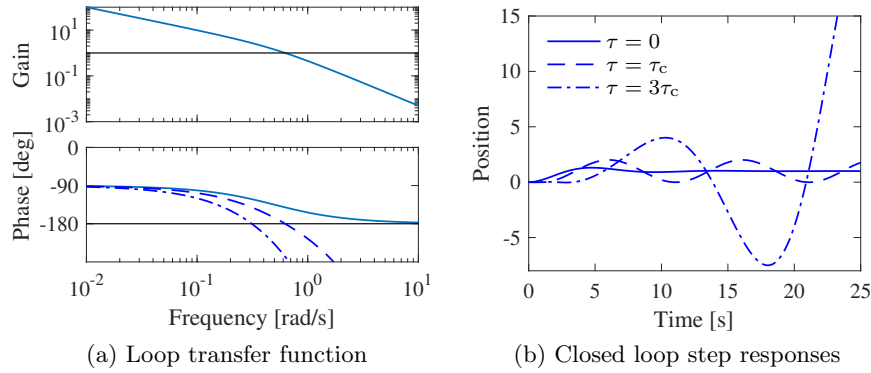 Gain
10^1
10^-1
10^-3
Phase [deg]
0
-90
-180
10^-2
10^-1
10^0
10^1
Frequency [rad/s]
(a) Loop transfer function
Position
15
10
5
0
-5
τ = 0
τ = τ_c
τ = 3τ_c
0
5
10
15
20
25
Time [s]
(b) Closed loop step responses